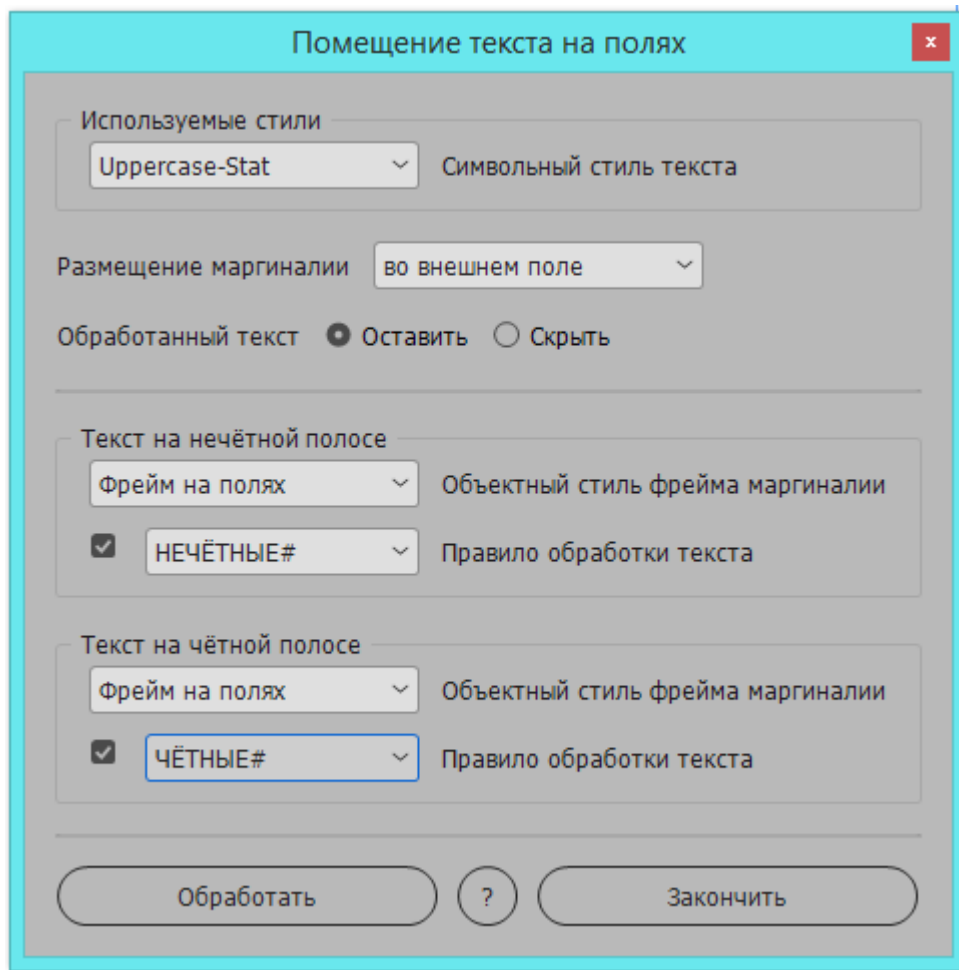 Помещение текста на полях
x
Используемые стили
Uppercase-Stat Символьный стиль текста
Размещение маргиналии во внешнем поле
Обработанный текст Оставить Скрыть
Текст на нечётной полосе
Фрейм на полях Объектный стиль фрейма маргиналии
НЕЧЁТНЫЕ# Правило обработки текста
Текст на чётной полосе
Фрейм на полях Объектный стиль фрейма маргиналии
ЧЁТНЫЕ# Правило обработки текста
Обработать ? Закончить